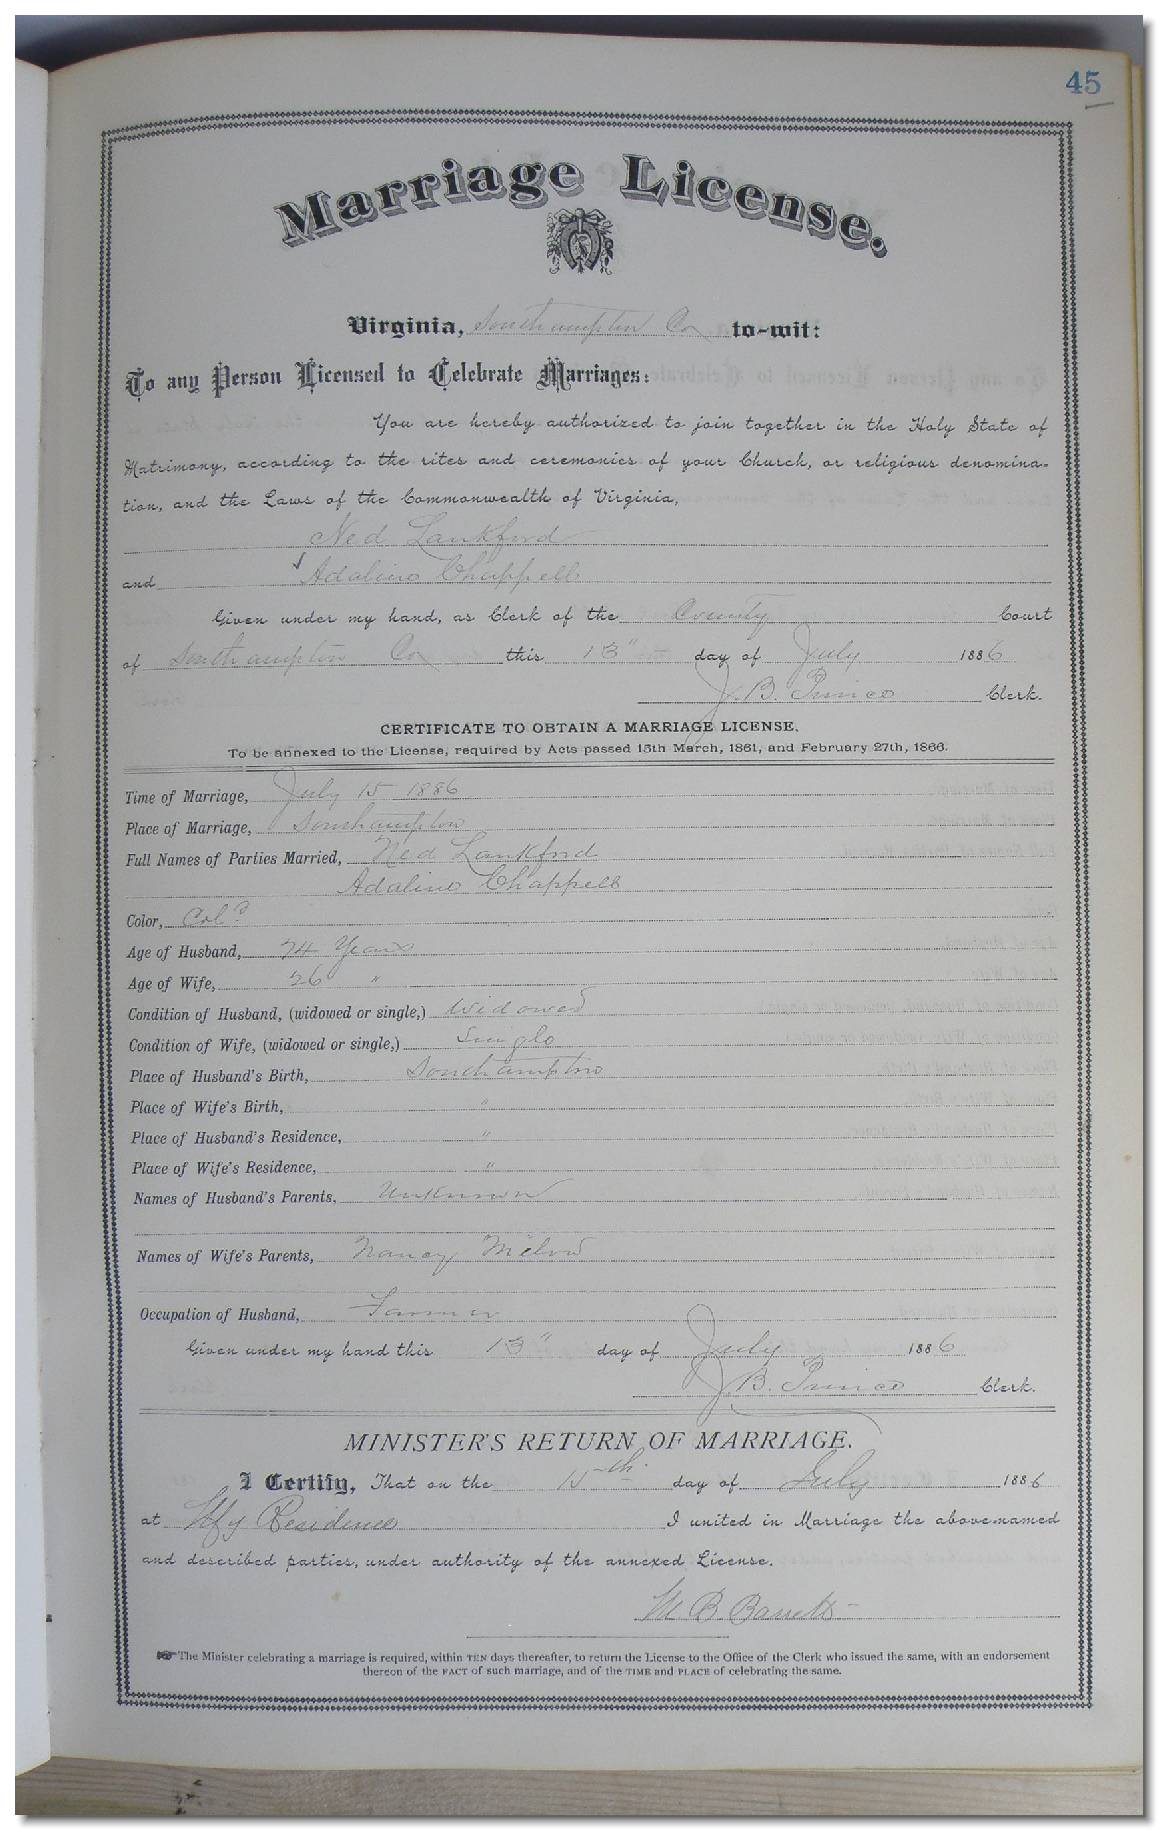 45
Marriage License.
Virginia, Southampton Co to-wit:
To any Person Licensed to Celebrate Marriages:
You are hereby authorized to join together in the Holy State of
Matrimony, according to the rites and ceremonies of your Church, or religious denomina-
tion, and the Laws of the Commonwealth of Virginia,
Ned Lankford
and Adaline Chappell
Given under my hand, as Clerk of the County Court
of Southampton Co this 13" day of July 1886
J. B. Prince Clerk.
CERTIFICATE TO OBTAIN A MARRIAGE LICENSE.
To be annexed to the License, required by Acts passed 15th March, 1861, and February 27th, 1866.
Time of Marriage, July 15 1886
Place of Marriage, Southampton
Full Names of Parties Married, Ned Lankford
Adaline Chappell
Color, Cold
Age of Husband, 74 Years
Age of Wife, 26 "
Condition of Husband, (widowed or single,) Widowed
Condition of Wife, (widowed or single,) Single
Place of Husband's Birth, Southampton
Place of Wife's Birth, "
Place of Husband's Residence, "
Place of Wife's Residence, "
Names of Husband's Parents, Unknown
Names of Wife's Parents, Nancy
Occupation of Husband, Farmer
Given under my hand this 13" day of July 1886
J. B. Prince Clerk.
MINISTER'S RETURN OF MARRIAGE.
I Certify, That on the 15th day of July 1886
at My Residence I united in Marriage the above-named
and described parties, under authority of the annexed License.
M B Barrett
The Minister celebrating a marriage is required, within TEN days thereafter, to return the License to the Office of the Clerk who issued the same, with an endorsement
thereon of the FACT of such marriage, and of the TIME and PLACE of celebrating the same.